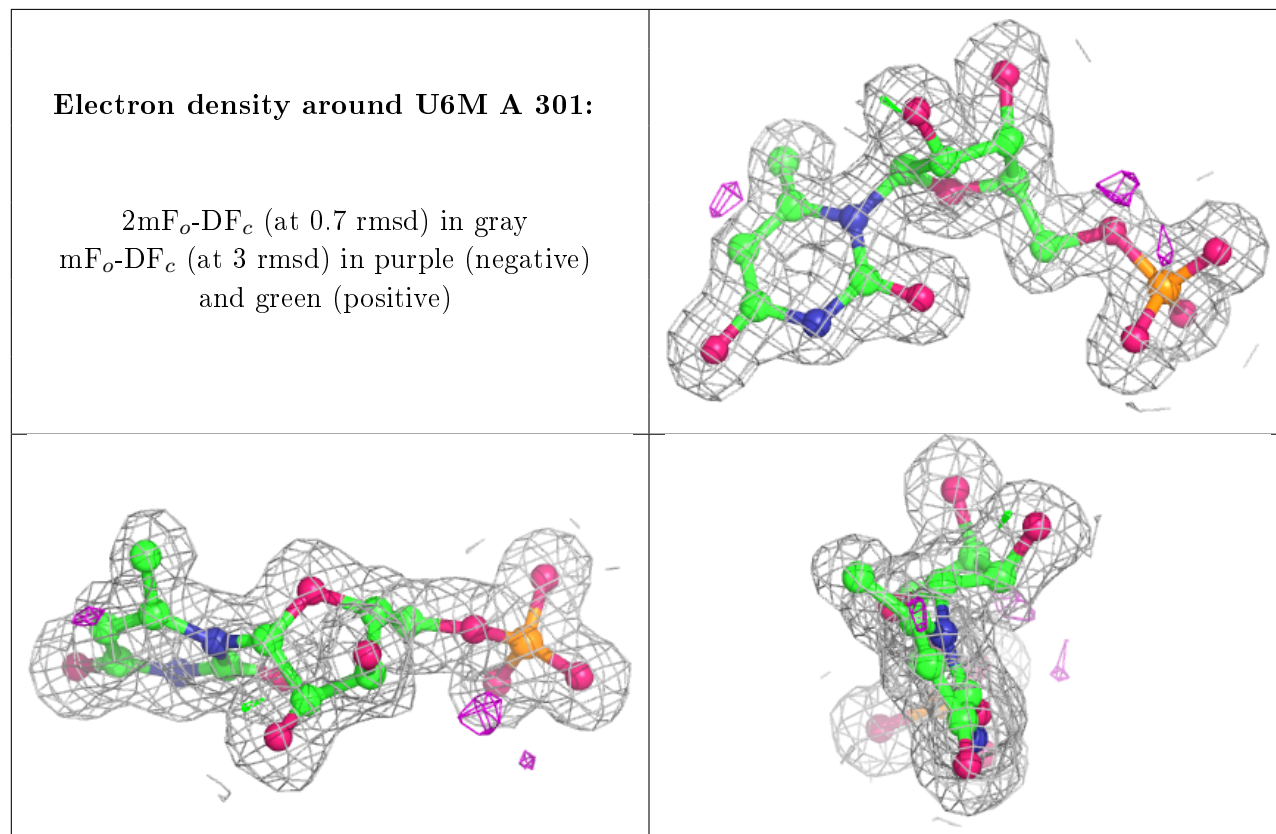 Electron density around U6M A 301:
2mFₒ-DF𝒸 (at 0.7 rmsd) in gray
mFₒ-DF𝒸 (at 3 rmsd) in purple (negative)
and green (positive)